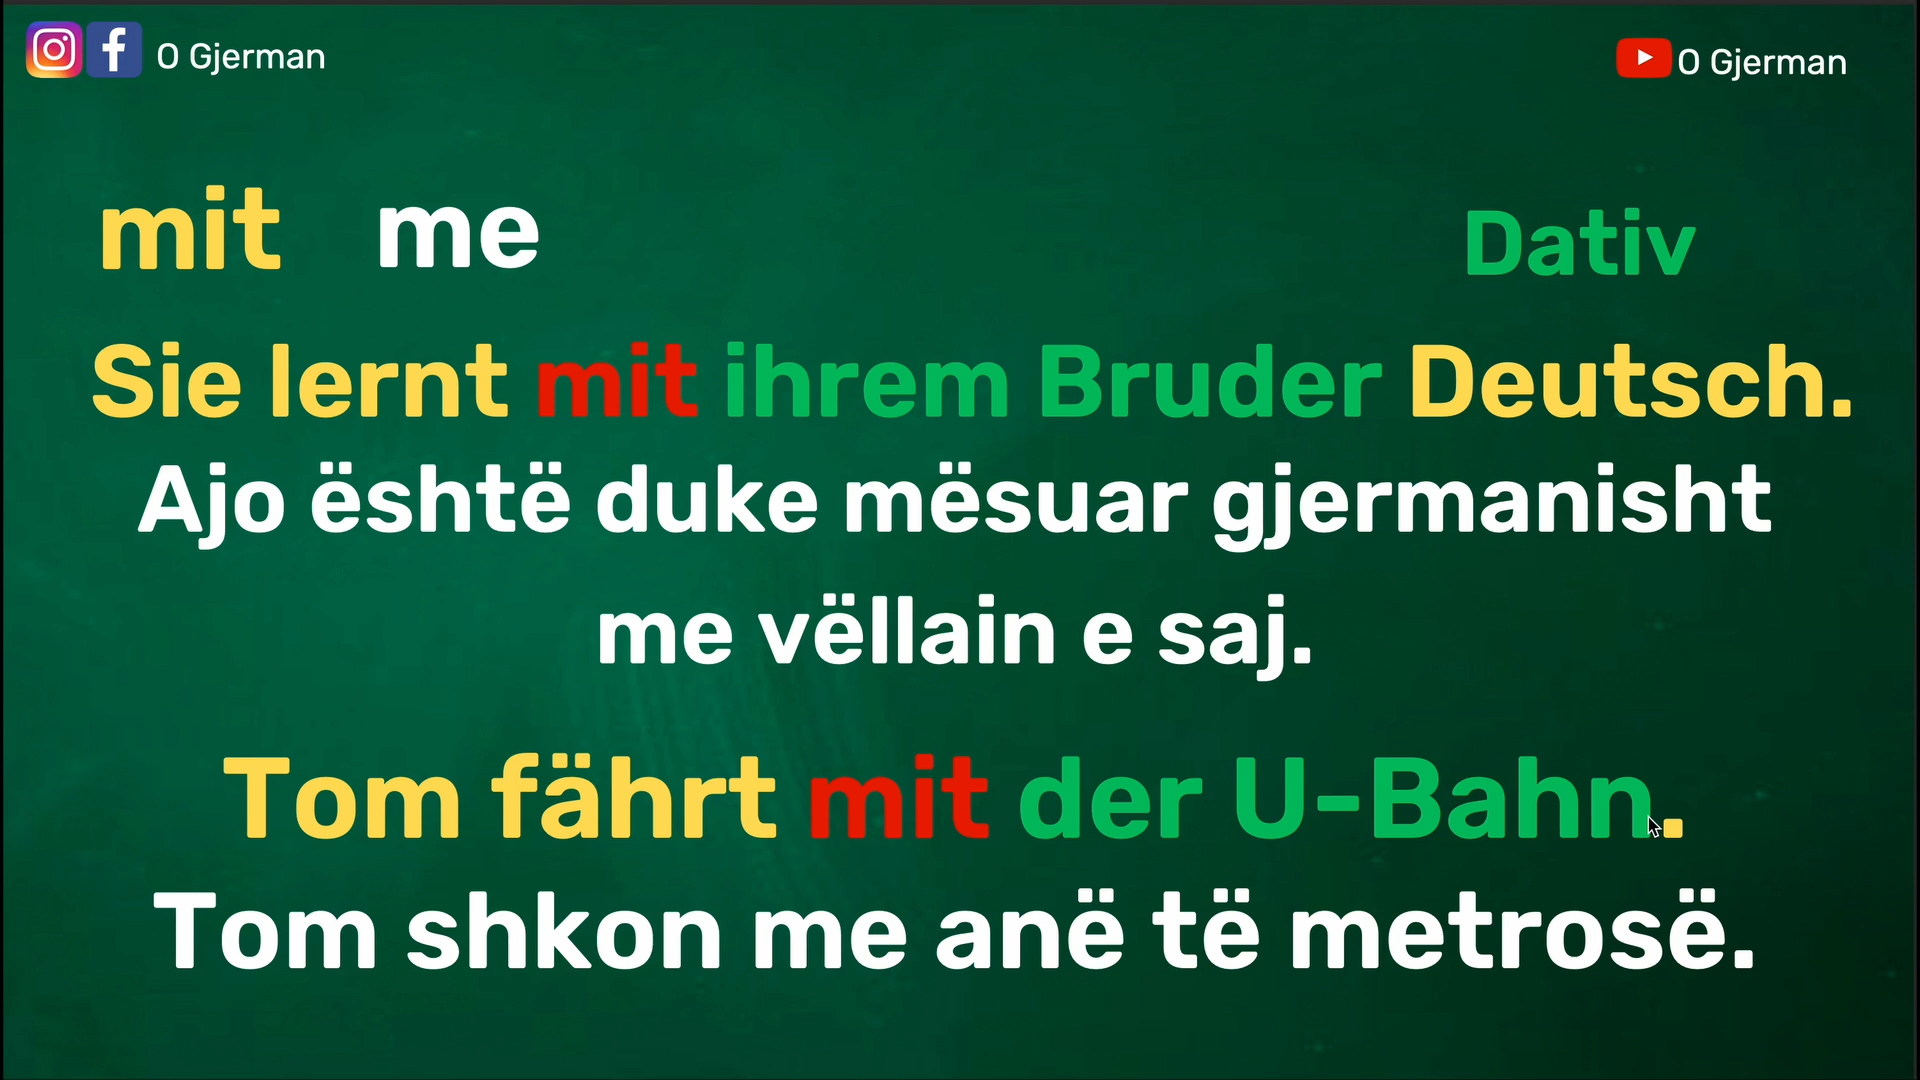 O Gjerman
O Gjerman
mit me
Dativ
Sie lernt mit ihrem Bruder Deutsch.
Ajo është duke mësuar gjermanisht
me vëllain e saj.
Tom fährt mit der U-Bahn.
Tom shkon me anë të metrosë.